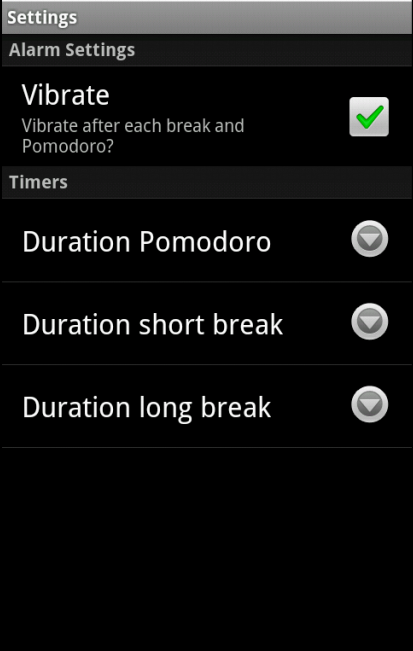 Settings
Alarm Settings
Vibrate
Vibrate after each break and
Pomodoro?
Timers
Duration Pomodoro
Duration short break
Duration long break